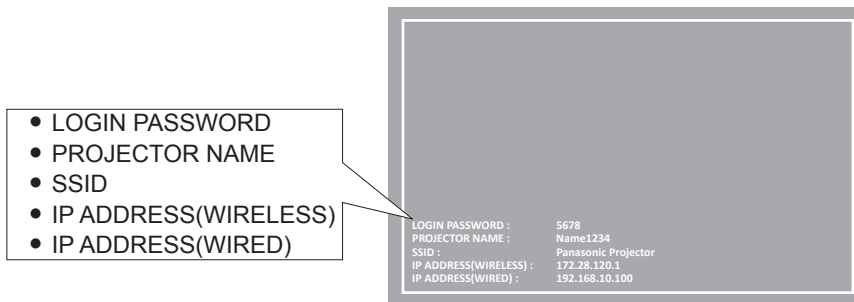 • LOGIN PASSWORD
• PROJECTOR NAME
• SSID
• IP ADDRESS(WIRELESS)
• IP ADDRESS(WIRED)
LOGIN PASSWORD : 5678
PROJECTOR NAME : Name1234
SSID : Panasonic Projector
IP ADDRESS(WIRELESS) : 172.28.120.1
IP ADDRESS(WIRED) : 192.168.10.100